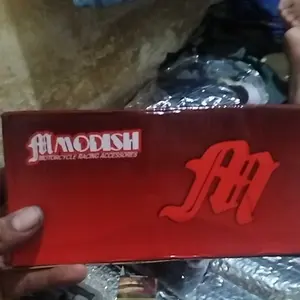 M MODISH
MOTORCYCLE RACING ACCESSORIES
M